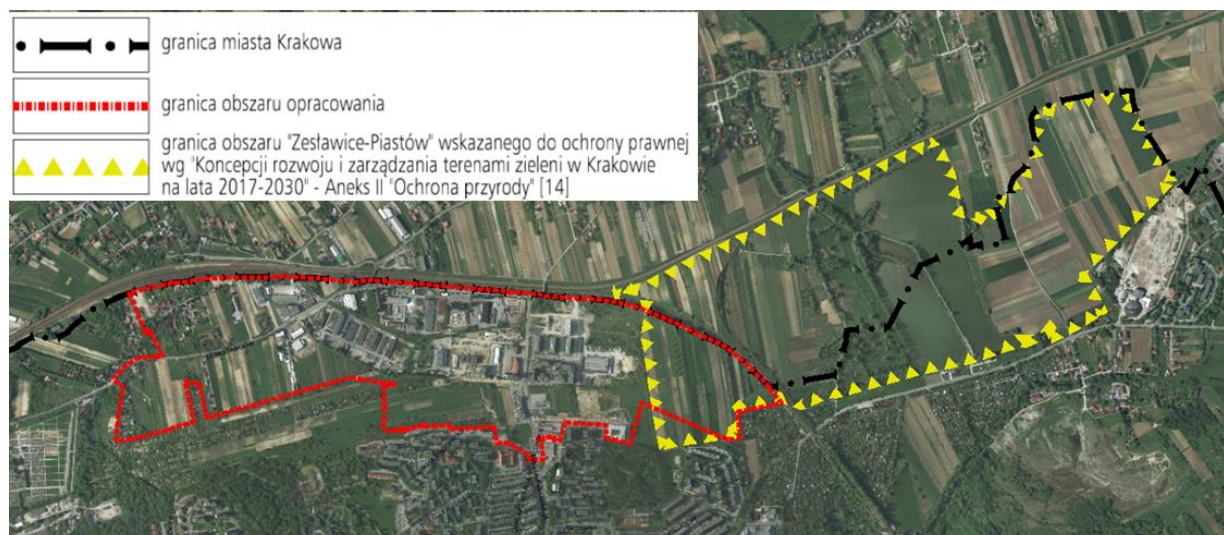 granica miasta Krakowa
granica obszaru opracowania
granica obszaru "Zesławice-Piastów" wskazanego do ochrony prawnej
wg "Koncepcji rozwoju i zarządzania terenami zieleni w Krakowie
na lata 2017-2030" - Aneks II "Ochrona przyrody" [14]